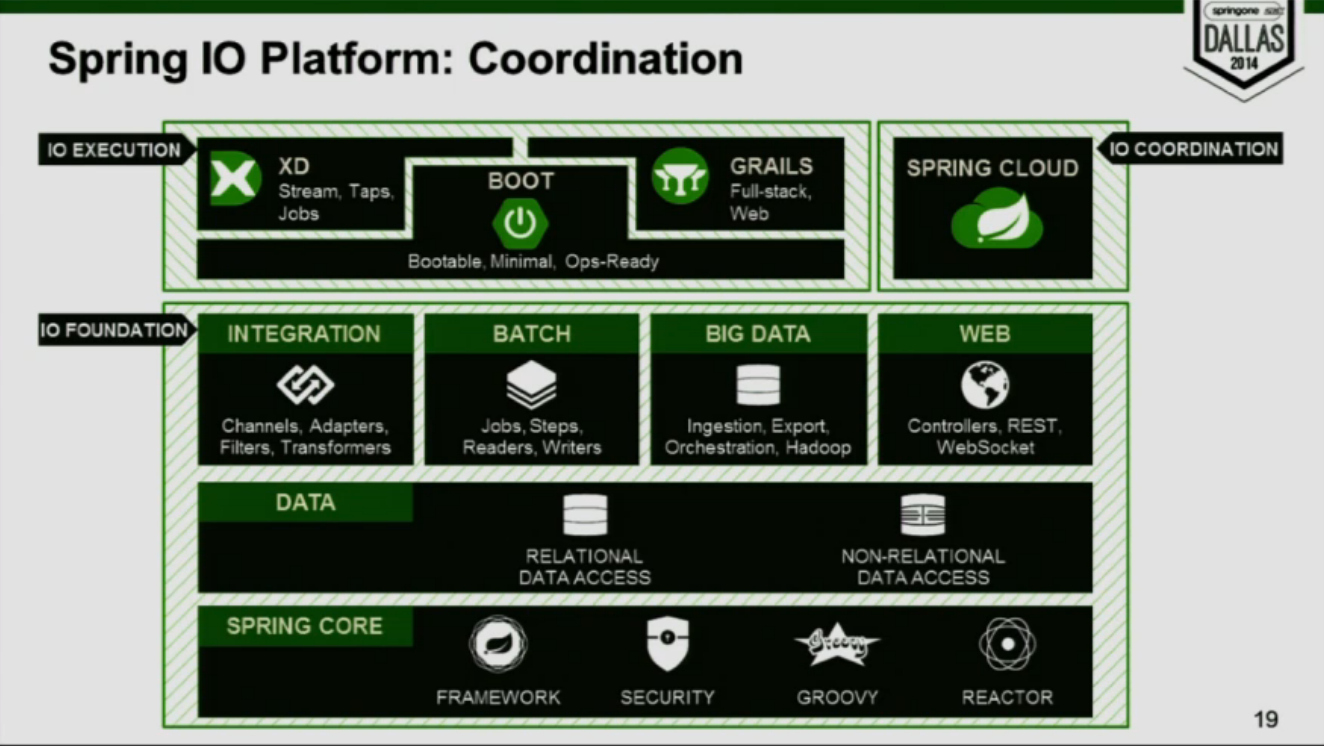 springone 2GX
DALLAS
2014
Spring IO Platform: Coordination
IO EXECUTION
XD
Stream, Taps,
Jobs
BOOT
Bootable, Minimal, Ops-Ready
GRAILS
Full-stack,
Web
SPRING CLOUD
IO COORDINATION
IO FOUNDATION
INTEGRATION
Channels, Adapters,
Filters, Transformers
BATCH
Jobs, Steps,
Readers, Writers
BIG DATA
Ingestion, Export,
Orchestration, Hadoop
WEB
Controllers, REST,
WebSocket
DATA
RELATIONAL
DATA ACCESS
NON-RELATIONAL
DATA ACCESS
SPRING CORE
FRAMEWORK
SECURITY
Groovy
GROOVY
REACTOR
19